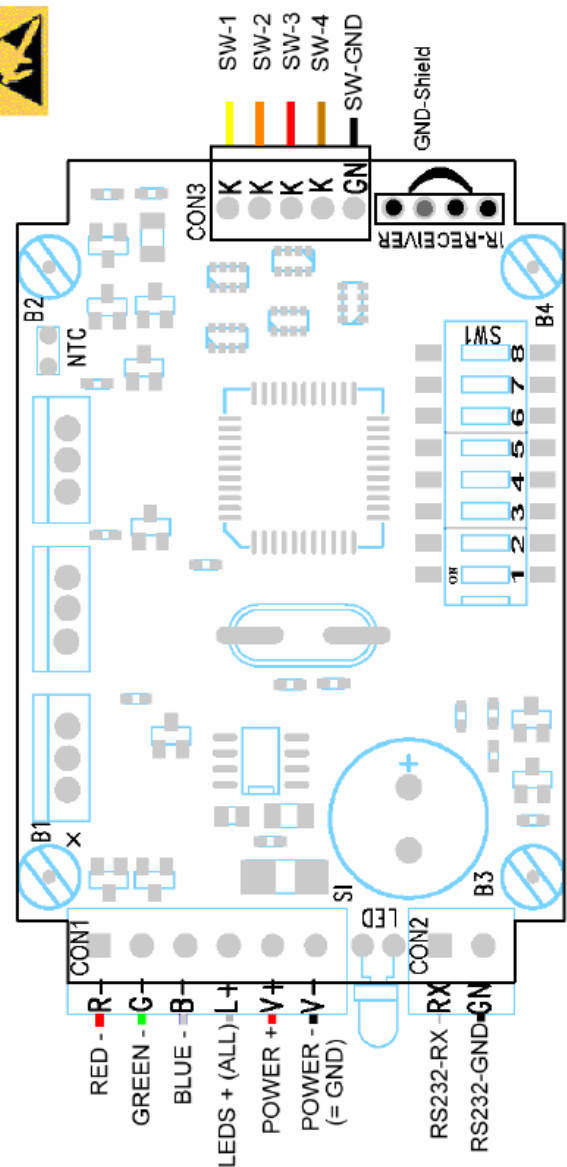 SW-1
SW-2
SW-3
SW-4
SW-GND
GND-Shield
CON3
K
K
K
K
GN
IR-RECEIVER
B2
NTC
B4
SW1
8
7
6
5
4
3
2
1
ON
B1
X
+
SI
B3
CON1
LED
CON2
RED - R-
GREEN - G-
BLUE - B-
LEDS + (ALL) L+
POWER + V+
POWER - V-
(= GND)
RS232-RX RX
RS232-GND GN